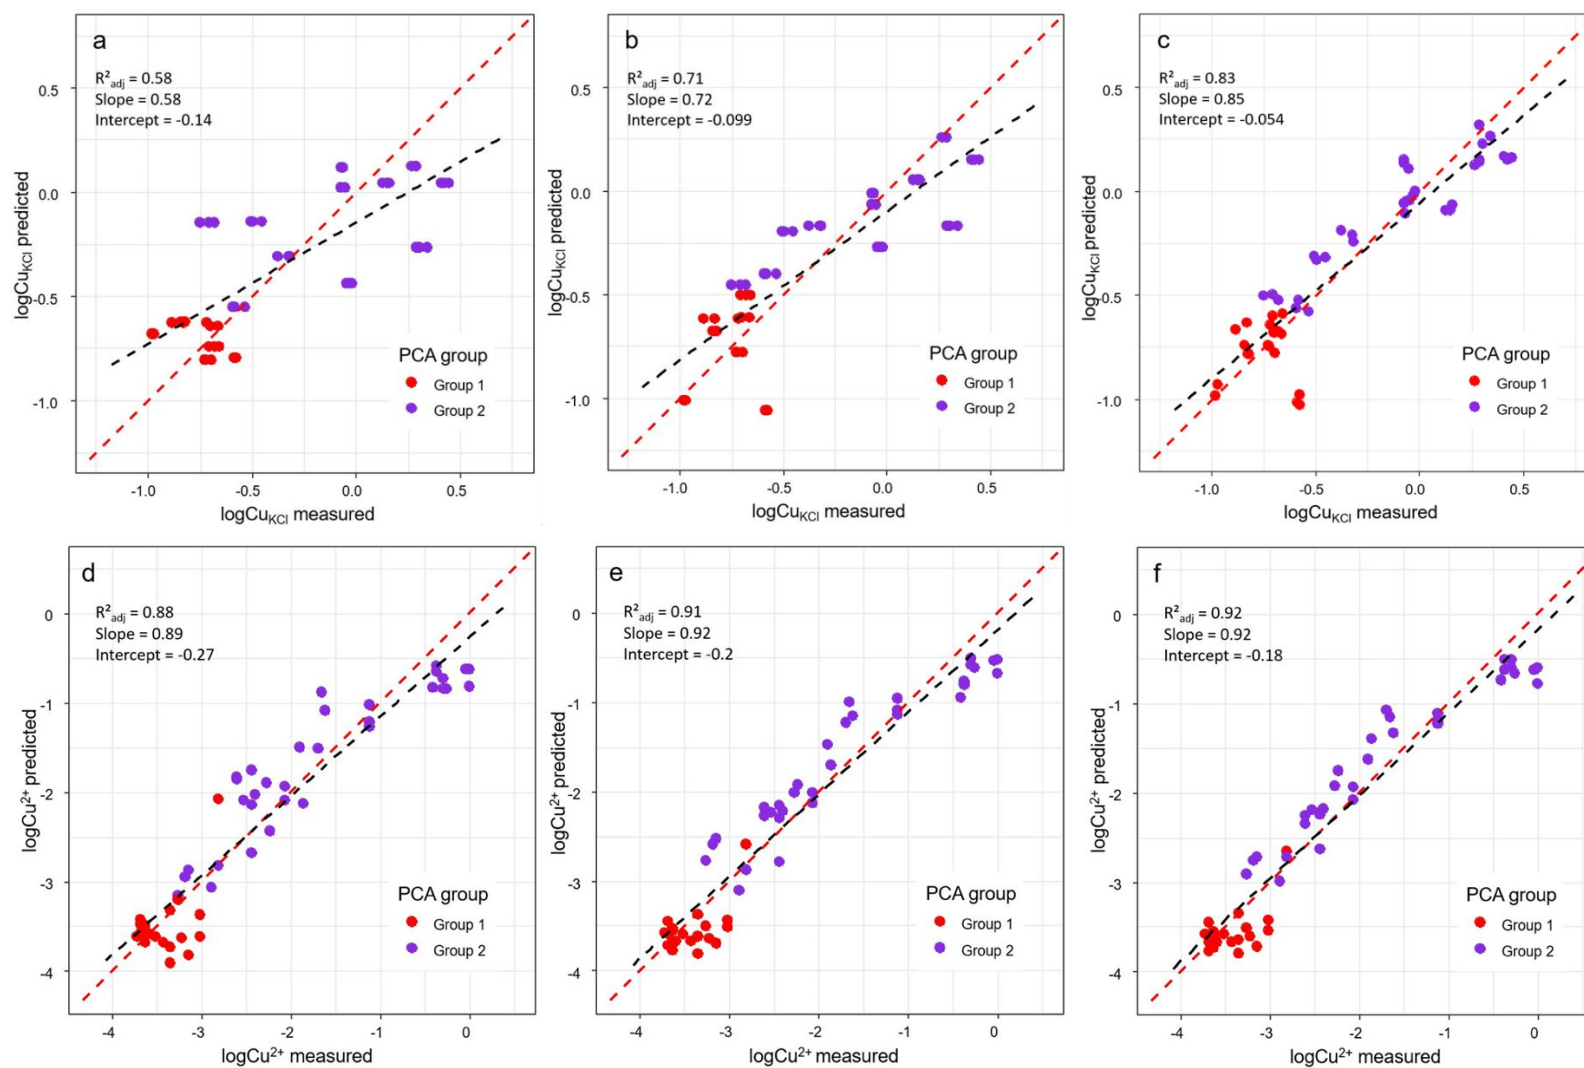 a
R²adj = 0.58
Slope = 0.58
Intercept = -0.14
0.5
0.0
-0.5
-1.0
logCuKCl predicted
PCA group
Group 1
Group 2
-1.0 -0.5 0.0 0.5
logCuKCl measured
b
R²adj = 0.71
Slope = 0.72
Intercept = -0.099
0.5
0.0
-0.5
-1.0
logCuKCl predicted
PCA group
Group 1
Group 2
-1.0 -0.5 0.0 0.5
logCuKCl measured
c
R²adj = 0.83
Slope = 0.85
Intercept = -0.054
0.5
0.0
-0.5
-1.0
logCuKCl predicted
PCA group
Group 1
Group 2
-1.0 -0.5 0.0 0.5
logCuKCl measured
d
R²adj = 0.88
Slope = 0.89
Intercept = -0.27
0
-1
-2
-3
-4
logCu²⁺ predicted
PCA group
Group 1
Group 2
-4 -3 -2 -1 0
logCu²⁺ measured
e
R²adj = 0.91
Slope = 0.92
Intercept = -0.2
0
-1
-2
-3
-4
logCu²⁺ predicted
PCA group
Group 1
Group 2
-4 -3 -2 -1 0
logCu²⁺ measured
f
R²adj = 0.92
Slope = 0.92
Intercept = -0.18
0
-1
-2
-3
-4
logCu²⁺ predicted
PCA group
Group 1
Group 2
-4 -3 -2 -1 0
logCu²⁺ measured